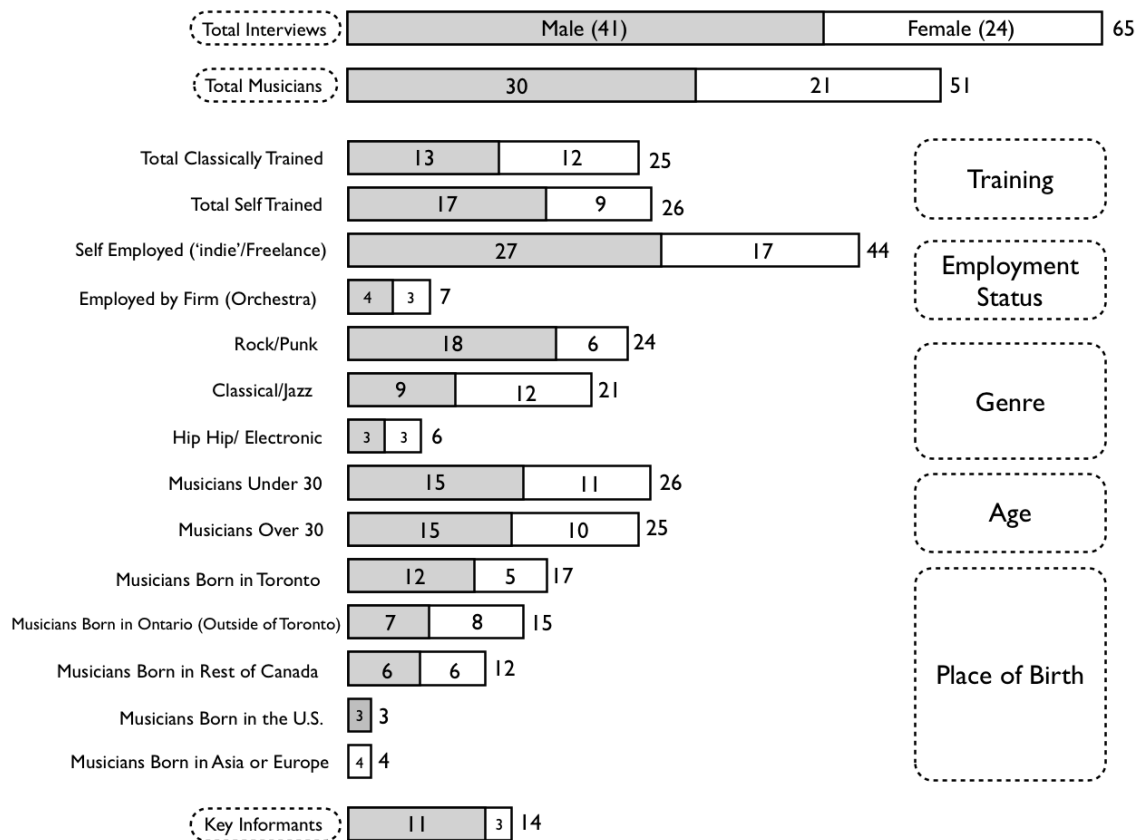 Total Interviews Male (41) Female (24) 65
Total Musicians 30 21 51
Total Classically Trained 13 12 25
Training
Total Self Trained 17 9 26
Self Employed (‘indie’/Freelance) 27 17 44
Employment
Status
Employed by Firm (Orchestra) 4 3 7
Rock/Punk 18 6 24
Classical/Jazz 9 12 21
Genre
Hip Hip/ Electronic 3 3 6
Musicians Under 30 15 11 26
Age
Musicians Over 30 15 10 25
Musicians Born in Toronto 12 5 17
Musicians Born in Ontario (Outside of Toronto) 7 8 15
Musicians Born in Rest of Canada 6 6 12
Place of Birth
Musicians Born in the U.S. 3 3
Musicians Born in Asia or Europe 4 4
Key Informants 11 3 14